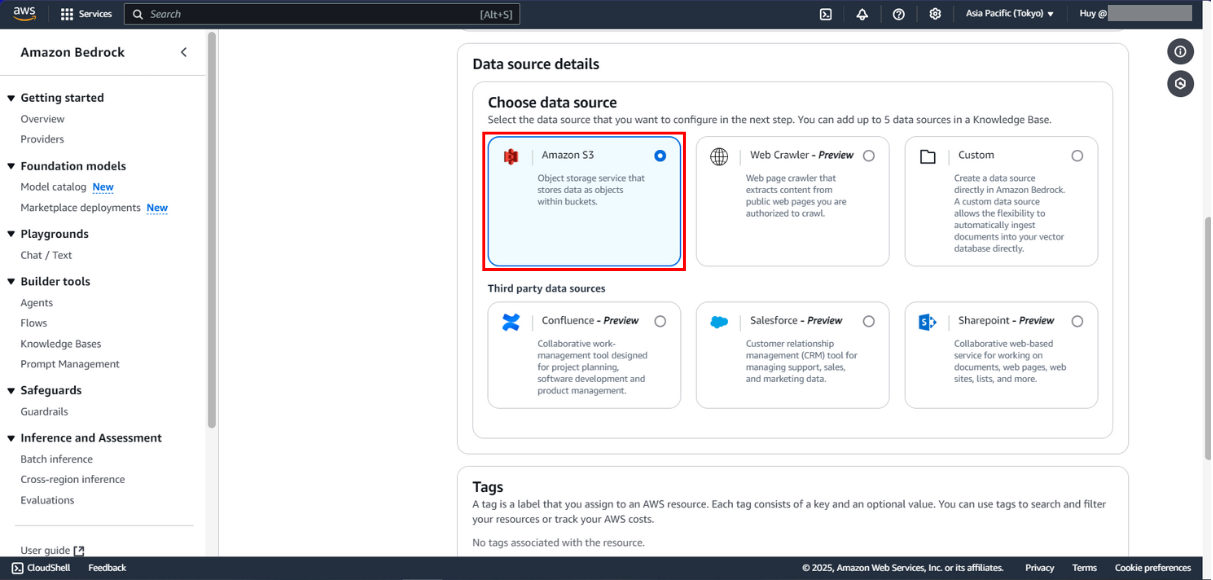 aws
Services
Search
[Alt+S]
Asia Pacific (Tokyo)
Huy @
Amazon Bedrock
Getting started
Overview
Providers
Foundation models
Model catalog New
Marketplace deployments New
Playgrounds
Chat / Text
Builder tools
Agents
Flows
Knowledge Bases
Prompt Management
Safeguards
Guardrails
Inference and Assessment
Batch inference
Cross-region inference
Evaluations
User guide
Data source details
Choose data source
Select the data source that you want to configure in the next step. You can add up to 5 data sources in a Knowledge Base.
Amazon S3
Object storage service that
stores data as objects
within buckets.
Web Crawler - Preview
Web page crawler that
extracts content from
public web pages you are
authorized to crawl.
Custom
Create a data source
directly in Amazon Bedrock.
A custom data source
allows the flexibility to
automatically ingest
documents into your vector
database directly.
Third party data sources
Confluence - Preview
Collaborative work-
management tool designed
for project planning,
software development and
product management.
Salesforce - Preview
Customer relationship
management (CRM) tool for
managing support, sales,
and marketing data.
Sharepoint - Preview
Collaborative web-based
service for working on
documents, web pages, web
sites, lists, and more.
Tags
A tag is a label that you assign to an AWS resource. Each tag consists of a key and an optional value. You can use tags to search and filter
your resources or track your AWS costs.
No tags associated with the resource.
CloudShell
Feedback
© 2025, Amazon Web Services, Inc. or its affiliates.
Privacy
Terms
Cookie preferences